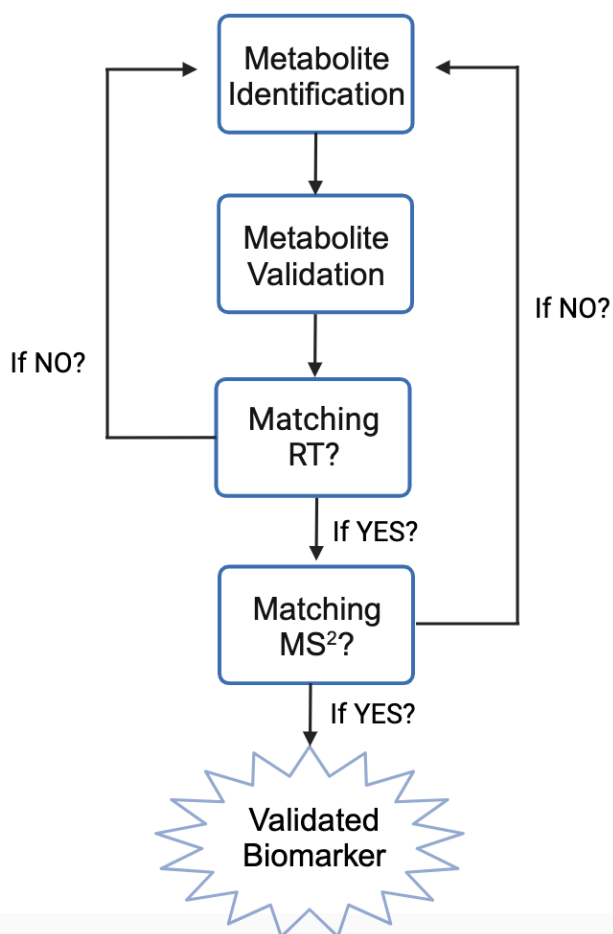 Metabolite
Identification
Metabolite
Validation
If NO?
If NO?
Matching
RT?
If YES?
Matching
MS²?
If YES?
Validated
Biomarker